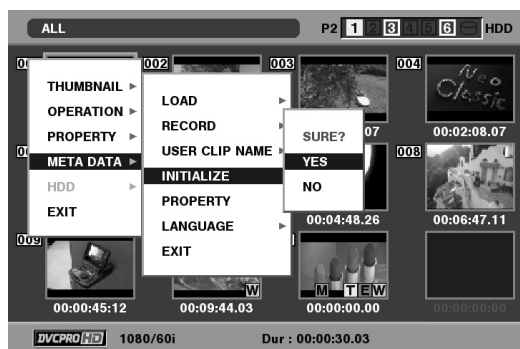 ALL P2 1 2 3 4 5 6 HDD
002 003 004
Neo Classic
THUMBNAIL
OPERATION
PROPERTY
META DATA
HDD
EXIT
LOAD
RECORD
USER CLIP NAME
INITIALIZE
PROPERTY
LANGUAGE
EXIT
SURE?
YES
NO
07 00:02:08.07
008
00:04:48.26 00:06:47.11
009
W M T E W
00:00:45:12 00:09:44.03 00:00:00.00 00:00:00:00
DVCPRO HD 1080/60i Dur : 00:00:30.03